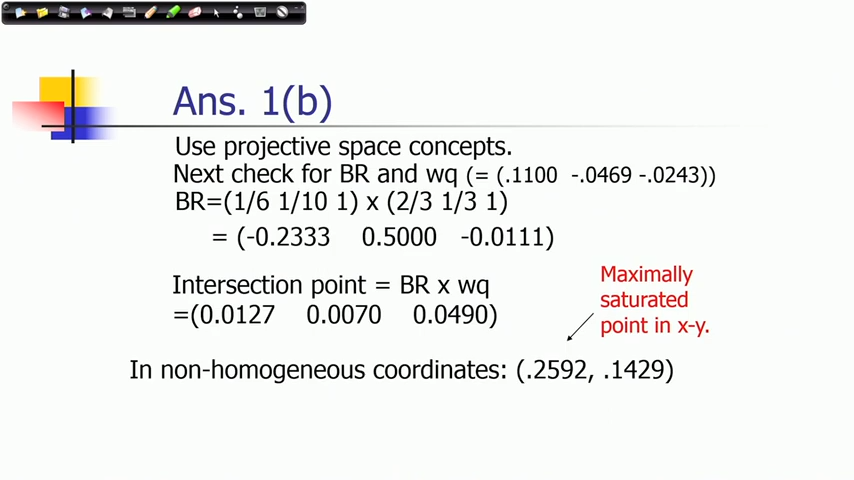 Ans. 1(b)
Use projective space concepts.
Next check for BR and wq (= (.1100 -.0469 -.0243))
BR=(1/6 1/10 1) x (2/3 1/3 1)
= (-0.2333 0.5000 -0.0111)
Intersection point = BR x wq
=(0.0127 0.0070 0.0490)
Maximally
saturated
point in x-y.
In non-homogeneous coordinates: (.2592, .1429)